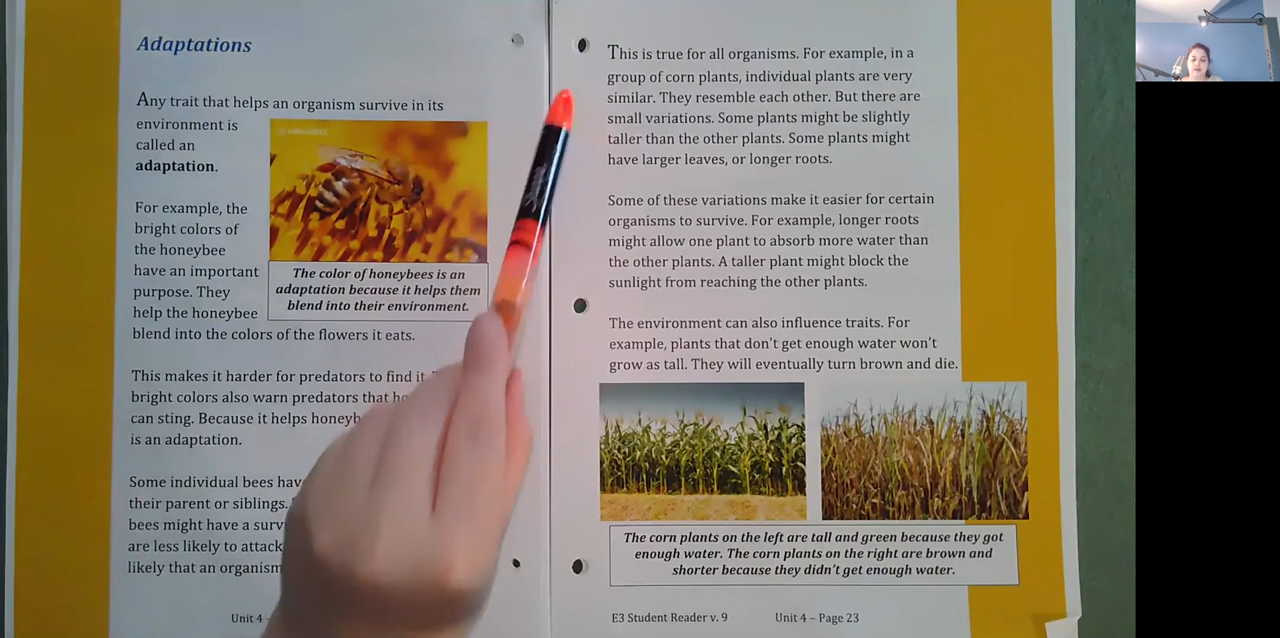 Adaptations
Any trait that helps an organism survive in its
environment is
called an
adaptation.
For example, the
bright colors of
the honeybee
have an important
purpose. They
help the honeybee
blend into the colors of the flowers it eats.
The color of honeybees is an
adaptation because it helps them
blend into their environment.
This makes it harder for predators to find it.
bright colors also warn predators that
can sting. Because it helps
is an adaptation.
Some individual bees
their parent or siblings.
bees might have a
are less likely to attack
likely that an organism
Unit 4 -
This is true for all organisms. For example, in a
group of corn plants, individual plants are very
similar. They resemble each other. But there are
small variations. Some plants might be slightly
taller than the other plants. Some plants might
have larger leaves, or longer roots.
Some of these variations make it easier for certain
organisms to survive. For example, longer roots
might allow one plant to absorb more water than
the other plants. A taller plant might block the
sunlight from reaching the other plants.
The environment can also influence traits. For
example, plants that don't get enough water won't
grow as tall. They will eventually turn brown and die.
The corn plants on the left are tall and green because they got
enough water. The corn plants on the right are brown and
shorter because they didn't get enough water.
E3 Student Reader v. 9 Unit 4 – Page 23